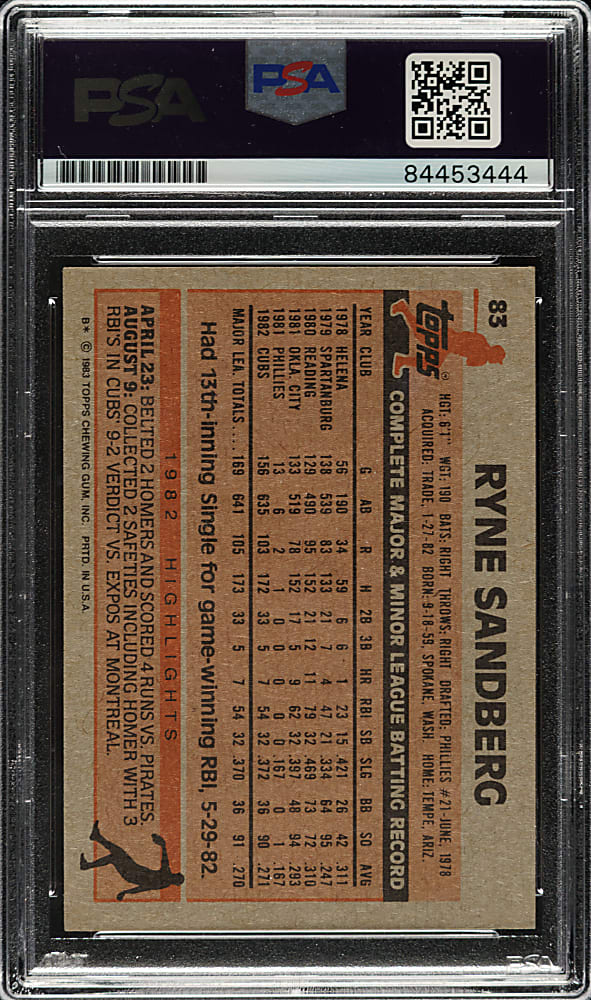 PSA
PSA
84453444
83
RYNE SANDBERG
topps®
HGT: 6'1" WGT: 190 BATS: RIGHT THROWS: RIGHT DRAFTED: PHILLIES #21-JUNE, 1978
ACQUIRED: TRADE, 1-27-82 BORN: 9-18-59, SPOKANE, WASH. HOME: TEMPE, ARIZ.
COMPLETE MAJOR & MINOR LEAGUE BATTING RECORD
YEAR CLUB G AB R H 2B 3B HR RBI SB SLG BB SO AVG
1978 HELENA 56 190 34 59 6 6 1 23 15 .421 26 42 .311
1979 SPARTANBURG 138 539 83 133 21 7 4 47 21 .334 64 95 .247
1980 READING 129 490 95 152 21 12 11 79 32 .469 73 72 .310
1981 OKLA. CITY 133 519 78 152 17 5 9 62 32 .397 48 94 .293
1981 PHILLIES 13 6 2 1 0 0 0 0 0 .167 0 1 .167
1982 CUBS 156 635 103 172 33 5 7 54 32 .372 36 90 .271
MAJOR LEA. TOTALS .... 169 641 105 173 33 5 7 54 32 .370 36 91 .270
Had 13th-inning Single for game-winning RBI, 5-29-82.
1982 HIGHLIGHTS
APRIL 23: BELTED 2 HOMERS AND SCORED 4 RUNS VS. PIRATES.
AUGUST 9: COLLECTED 2 SAFETIES INCLUDING HOMER WITH 3
RBI'S IN CUBS' 9-2 VERDICT VS. EXPOS AT MONTREAL.
B* © 1983 TOPPS CHEWING GUM, INC. PRTD. IN U.S.A.
PSA